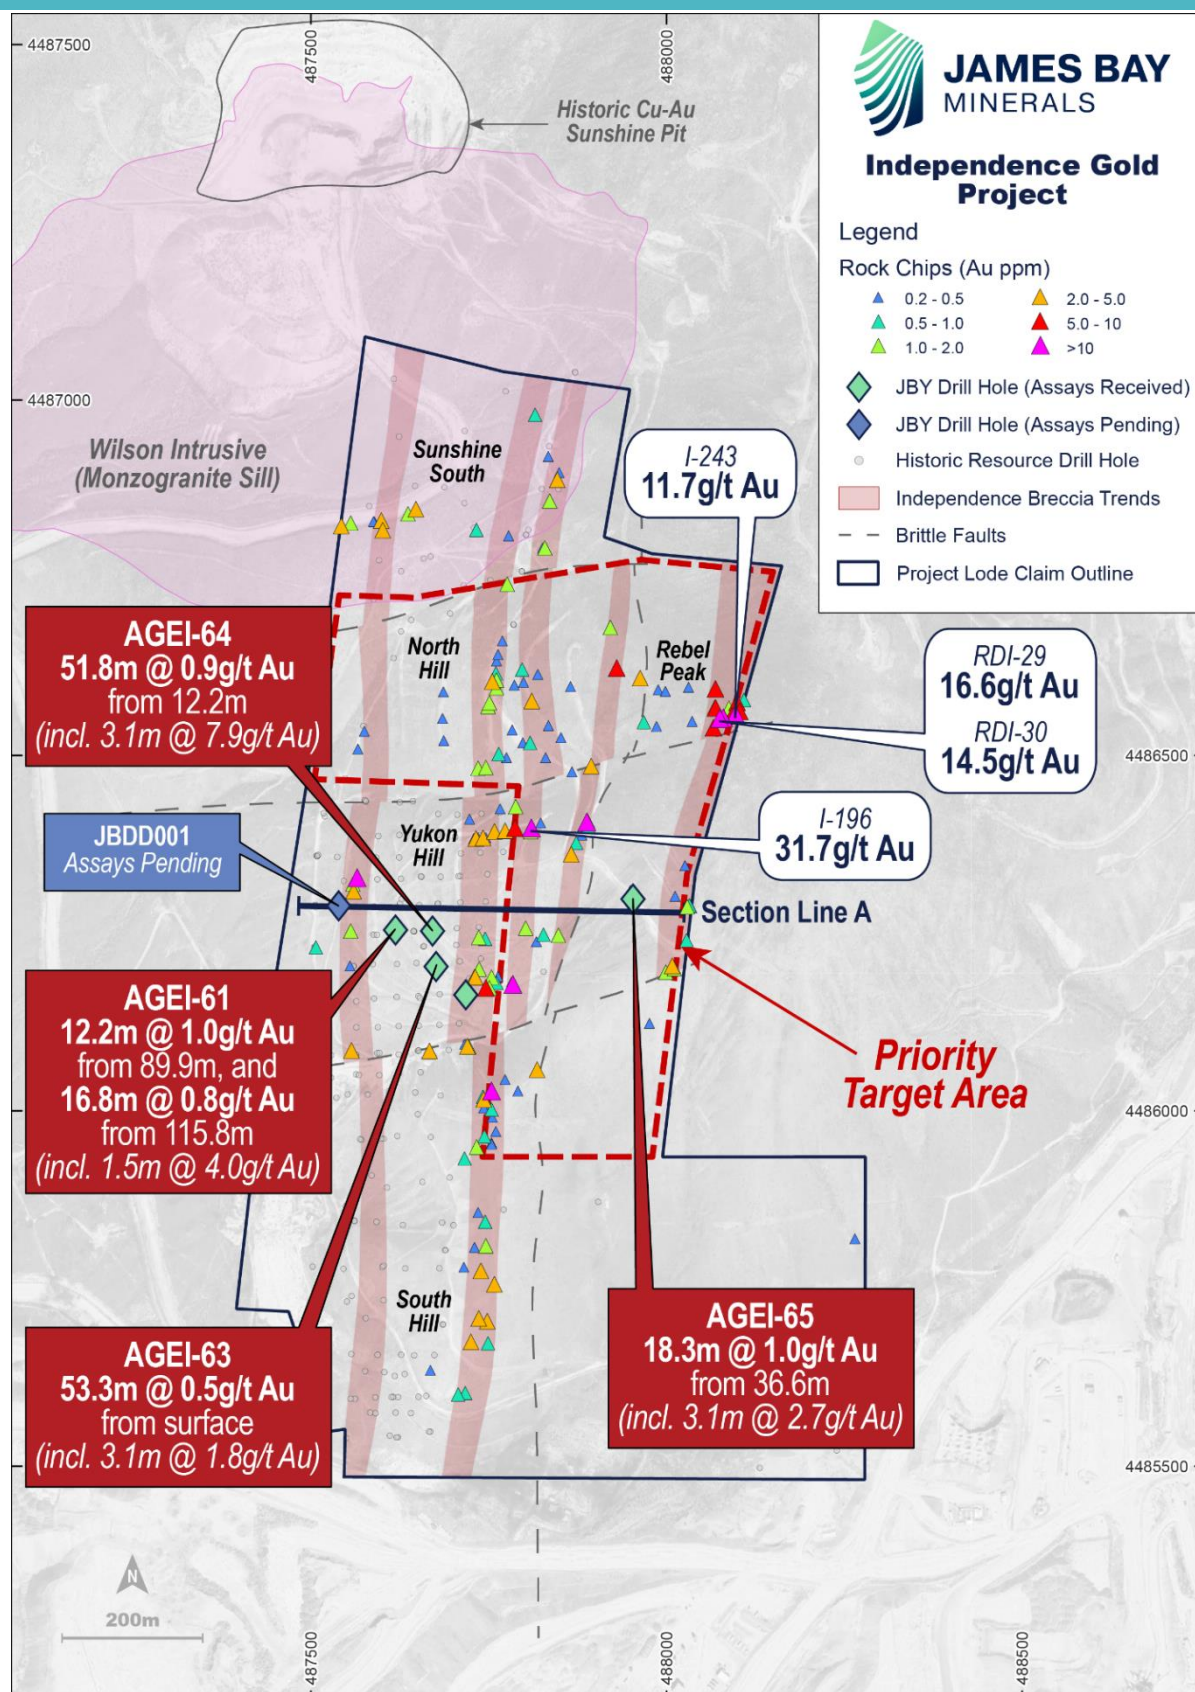 4487500
487500
488000
Historic Cu-Au
Sunshine Pit
JAMES BAY
MINERALS
Independence Gold
Project
Legend
Rock Chips (Au ppm)
0.2 - 0.5
2.0 - 5.0
0.5 - 1.0
5.0 - 10
1.0 - 2.0
>10
JBY Drill Hole (Assays Received)
JBY Drill Hole (Assays Pending)
Historic Resource Drill Hole
Independence Breccia Trends
Brittle Faults
Project Lode Claim Outline
4487000
Wilson Intrusive
(Monzogranite Sill)
Sunshine
South
I-243
11.7g/t Au
AGEI-64
51.8m @ 0.9g/t Au
from 12.2m
(incl. 3.1m @ 7.9g/t Au)
North
Hill
Rebel
Peak
RDI-29
16.6g/t Au
RDI-30
14.5g/t Au
4486500
JBDD001
Assays Pending
Yukon
Hill
I-196
31.7g/t Au
Section Line A
AGEI-61
12.2m @ 1.0g/t Au
from 89.9m, and
16.8m @ 0.8g/t Au
from 115.8m
(incl. 1.5m @ 4.0g/t Au)
Priority
Target Area
4486000
South
Hill
AGEI-63
53.3m @ 0.5g/t Au
from surface
(incl. 3.1m @ 1.8g/t Au)
AGEI-65
18.3m @ 1.0g/t Au
from 36.6m
(incl. 3.1m @ 2.7g/t Au)
4485500
N
200m
487500
488000
488500